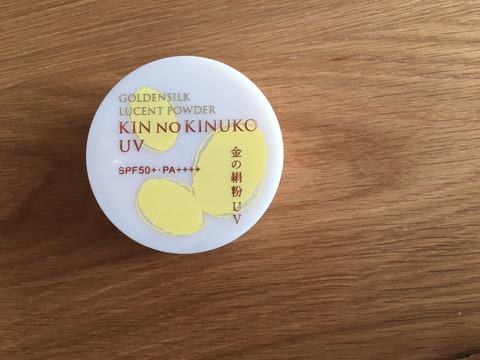 GOLDENSILK
LUCENT POWDER
KIN NO KINUKO
UV
SPF50+・PA++++
金の絹粉UV